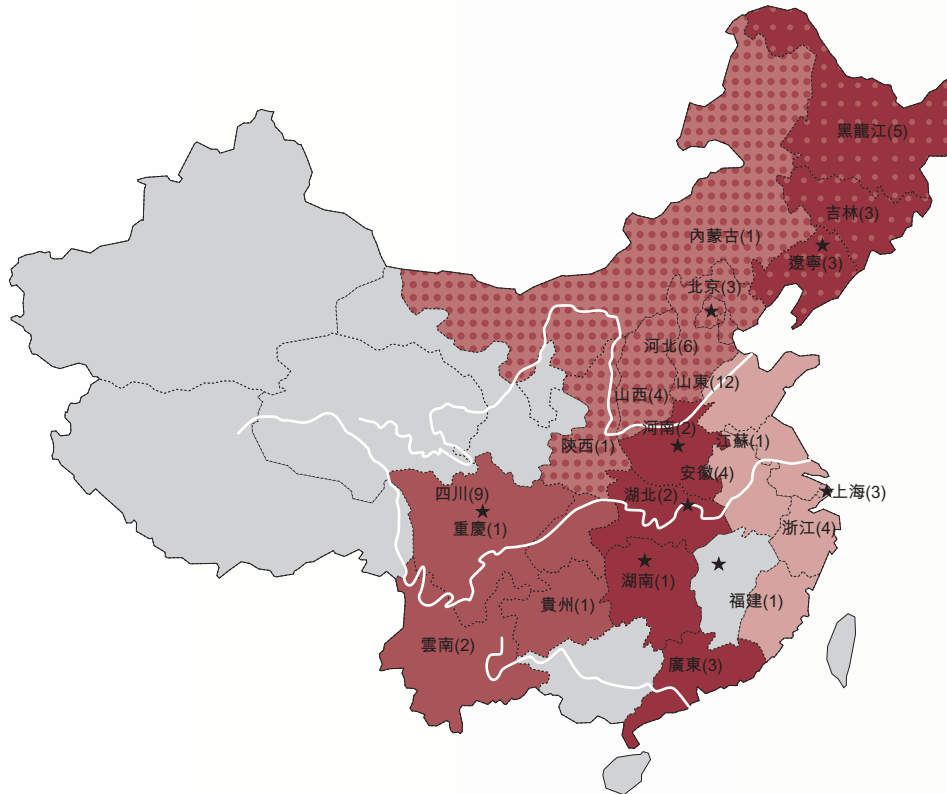 黑龍江(5)
吉林(3)
內蒙古(1)
遼寧(3)
北京(3)
河北(6)
山東(12)
山西(4)
河南(2)
江蘇(1)
陝西(1)
安徽(4)
四川(9)
湖北(2)
上海(3)
重慶(1)
浙江(4)
湖南(1)
貴州(1)
福建(1)
雲南(2)
廣東(3)